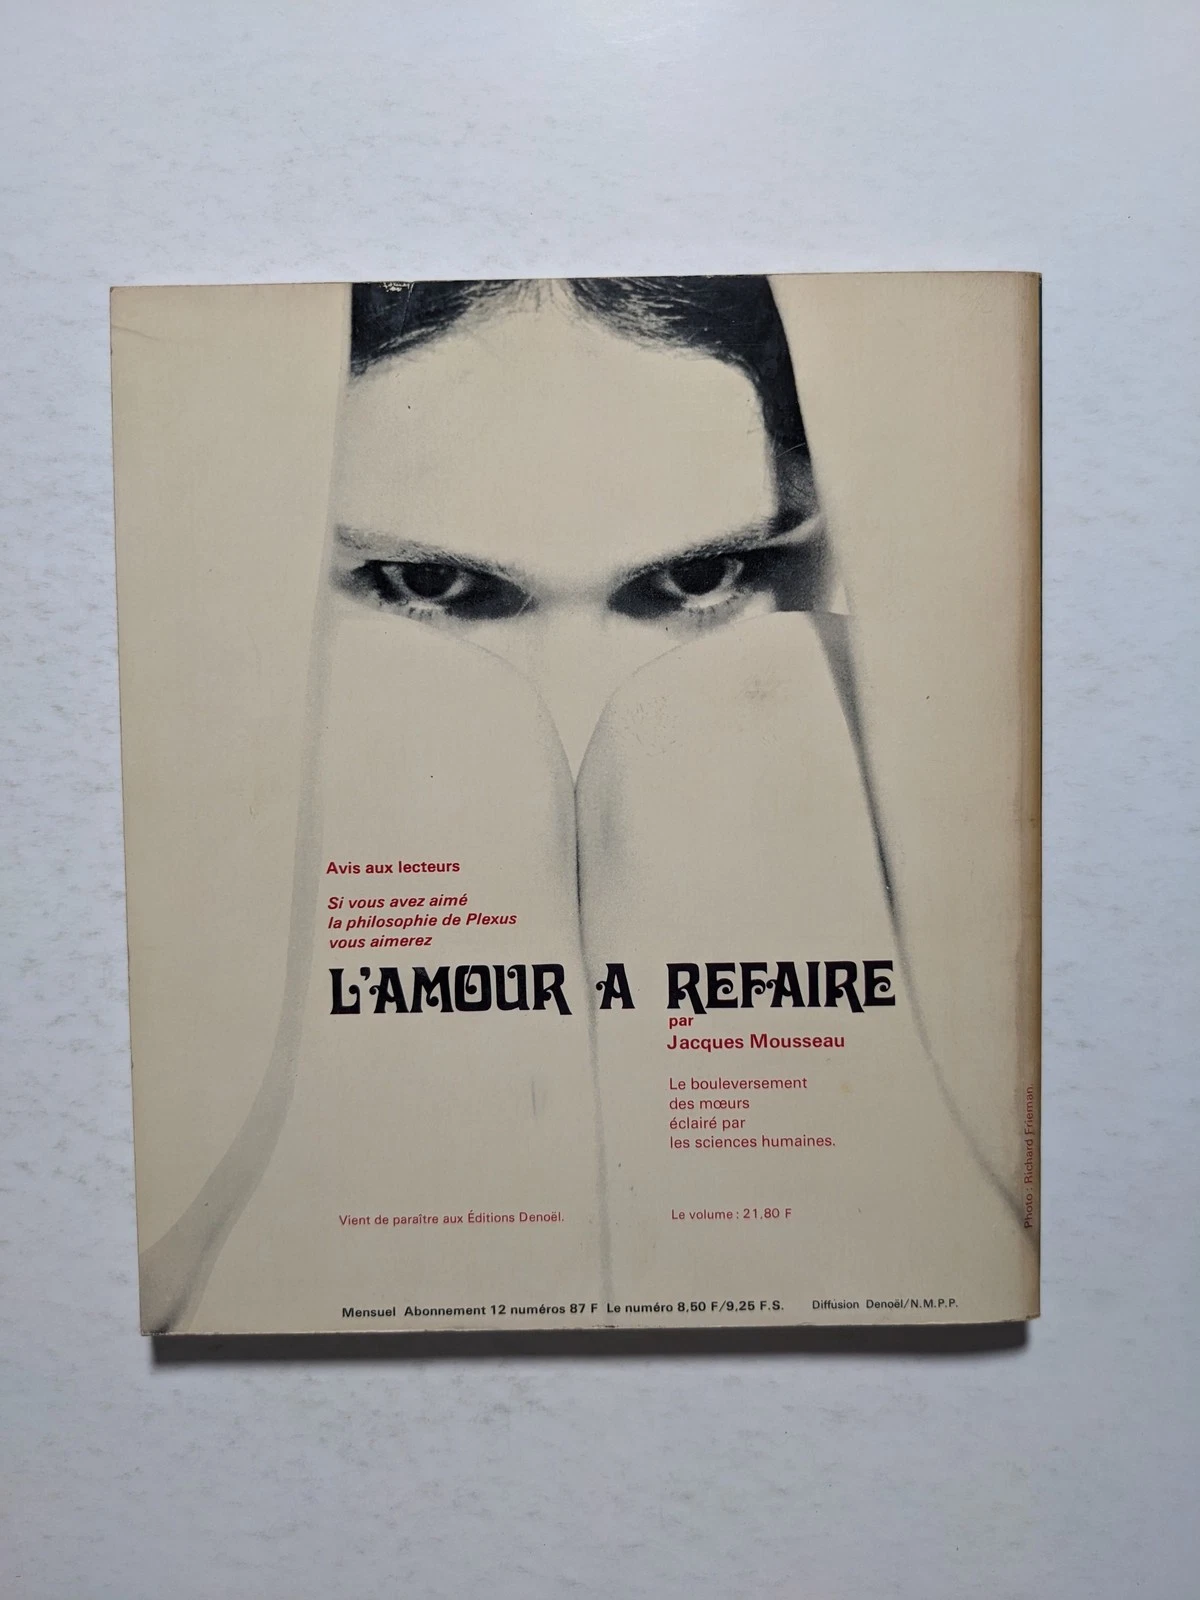 Avis aux lecteurs
Si vous avez aimé
la philosophie de Plexus
vous aimerez
L'AMOUR A REFAIRE
par
Jacques Mousseau
Le bouleversement
des mœurs
éclairé par
les sciences humaines.
Vient de paraître aux Éditions Denoël.
Le volume : 21,80 F
Mensuel Abonnement 12 numéros 87 F Le numéro 8,50 F/9,25 F.S.
Diffusion Denoël/N.M.P.P.
Photo : Richard Frieman.